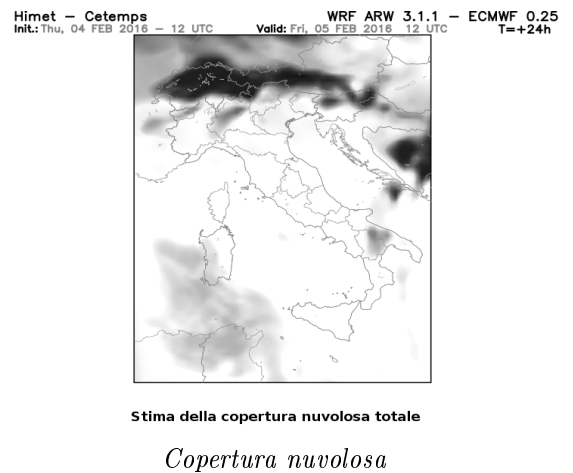 Himet – Cetemps WRF ARW 3.1.1 – ECMWF 0.25
Init.: Thu, 04 FEB 2016 – 12 UTC Valid: Fri, 05 FEB 2016 12 UTC T=+24h
Stima della copertura nuvolosa totale
Copertura nuvolosa